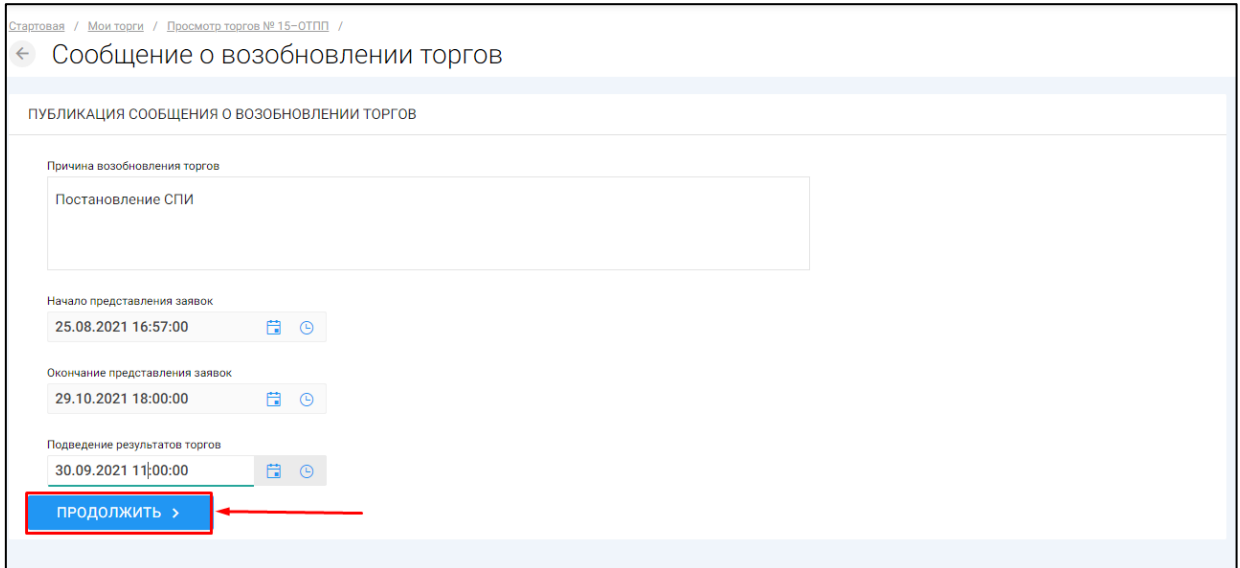 Стартовая / Мои торги / Просмотр торгов № 15–ОТПП /
Сообщение о возобновлении торгов
ПУБЛИКАЦИЯ СООБЩЕНИЯ О ВОЗОБНОВЛЕНИИ ТОРГОВ
Причина возобновления торгов
Постановление СПИ
Начало представления заявок
25.08.2021 16:57:00
Окончание представления заявок
29.10.2021 18:00:00
Подведение результатов торгов
30.09.2021 11:00:00
ПРОДОЛЖИТЬ